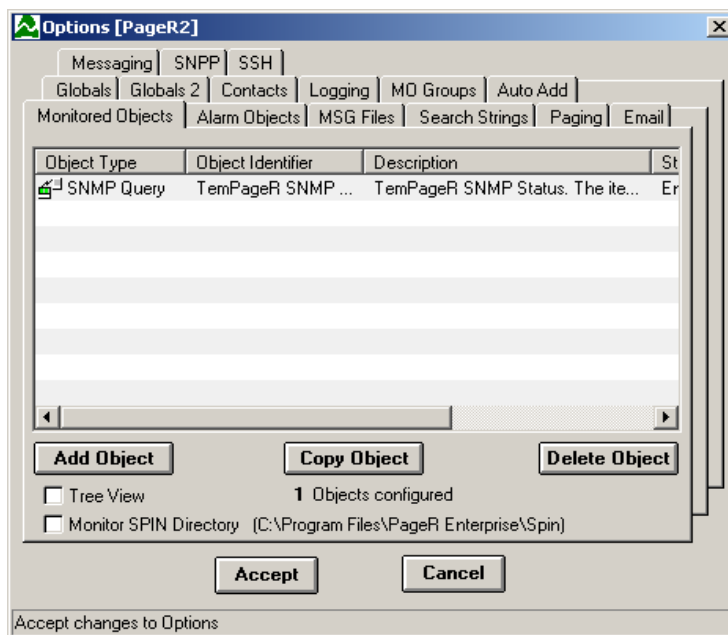 Options [PageR2]
Messaging SNPP SSH
Globals Globals 2 Contacts Logging MO Groups Auto Add
Monitored Objects Alarm Objects MSG Files Search Strings Paging Email
Object Type Object Identifier Description St
SNMP Query TemPageR SNMP ... TemPageR SNMP Status. The ite... Er
Add Object Copy Object Delete Object
Tree View 1 Objects configured
Monitor SPIN Directory (C:\Program Files\PageR Enterprise\Spin)
Accept Cancel
Accept changes to Options